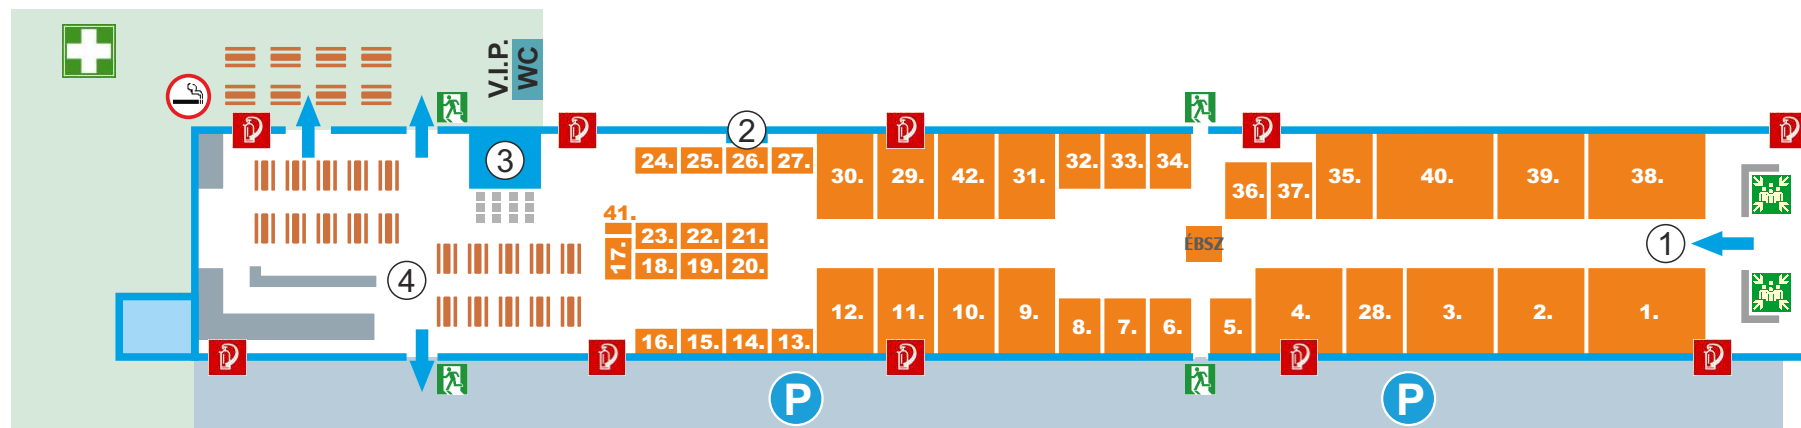 V.I.P.
WC
2
3
24. 25. 26. 27.
30. 29. 42. 31.
32. 33. 34.
36. 37.
35. 40. 39. 38.
41.
17.
23. 22. 21.
18. 19. 20.
ÉBSZ
1
4
12. 11. 10. 9.
8. 7. 6.
5.
4. 28. 3. 2. 1.
16. 15. 14. 13.
P
P